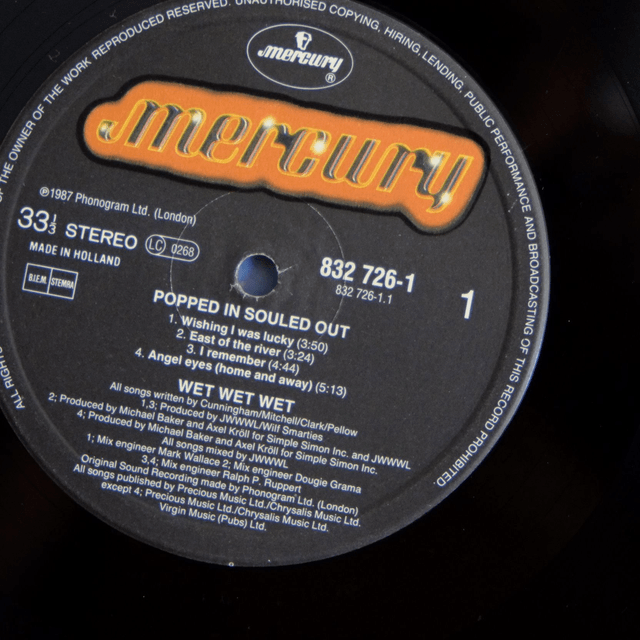 OF THE OWNER OF THE WORK REPRODUCED RESERVED. UNAUTHORISED COPYING, HIRING, LENDING, PUBLIC PERFORMANCE AND BROADCASTING OF THIS RECORD PROHIBITED.
ALL RIGHTS
mercury®
mercury
℗1987 Phonogram Ltd. (London)
33⅓ STEREO LC 0268
MADE IN HOLLAND
B.I.E.M. STEMRA
832 726-1
832 726-1.1
1
POPPED IN SOULED OUT
1. Wishing I was lucky (3:50)
2. East of the river (3:24)
3. I remember (4:44)
4. Angel eyes (home and away) (5:13)
WET WET WET
All songs written by Cunningham/Mitchell/Clark/Pellow
1,3; Produced by JWWWL/Wilf Smarties
2; Produced by Michael Baker and Axel Kröll for Simple Simon Inc. and JWWWL
4; Produced by Michael Baker and Axel Kröll for Simple Simon Inc.
All songs mixed by JWWWL
1; Mix engineer Mark Wallace 2; Mix engineer Dougie Grama
3,4; Mix engineer Ralph P. Ruppert
Original Sound Recording made by Phonogram Ltd. (London)
All songs published by Precious Music Ltd./Chrysalis Music Ltd.
except 4; Precious Music Ltd./Chrysalis Music Ltd.
Virgin Music (Pubs) Ltd.